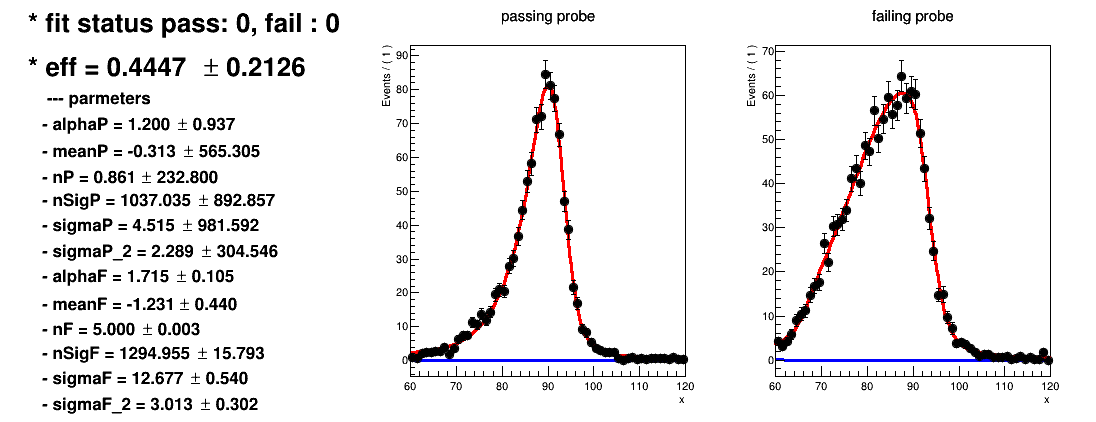 * fit status pass: 0, fail : 0
* eff = 0.4447 ± 0.2126
--- parmeters
- alphaP = 1.200 ± 0.937
- meanP = -0.313 ± 565.305
- nP = 0.861 ± 232.800
- nSigP = 1037.035 ± 892.857
- sigmaP = 4.515 ± 981.592
- sigmaP_2 = 2.289 ± 304.546
- alphaF = 1.715 ± 0.105
- meanF = -1.231 ± 0.440
- nF = 5.000 ± 0.003
- nSigF = 1294.955 ± 15.793
- sigmaF = 12.677 ± 0.540
- sigmaF_2 = 3.013 ± 0.302
passing probe
Events / ( 1 )
90
80
70
60
50
40
30
20
10
0
60 70 80 90 100 110 120
x
failing probe
Events / ( 1 )
70
60
50
40
30
20
10
0
60 70 80 90 100 110 120
x